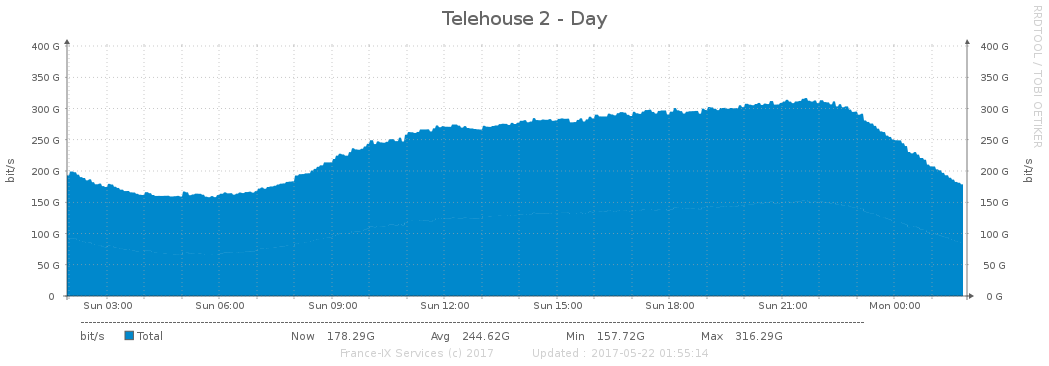 Telehouse 2 - Day
RRDTOOL / TOBI OETIKER
400 G 400 G
350 G 350 G
300 G 300 G
250 G 250 G
200 G 200 G
150 G 150 G
100 G 100 G
50 G 50 G
0 0 G
bit/s bit/s
Sun 03:00 Sun 06:00 Sun 09:00 Sun 12:00 Sun 15:00 Sun 18:00 Sun 21:00 Mon 00:00
bit/s Total Now 178.29G Avg 244.62G Min 157.72G Max 316.29G
France-IX Services (c) 2017 Updated : 2017-05-22 01:55:14